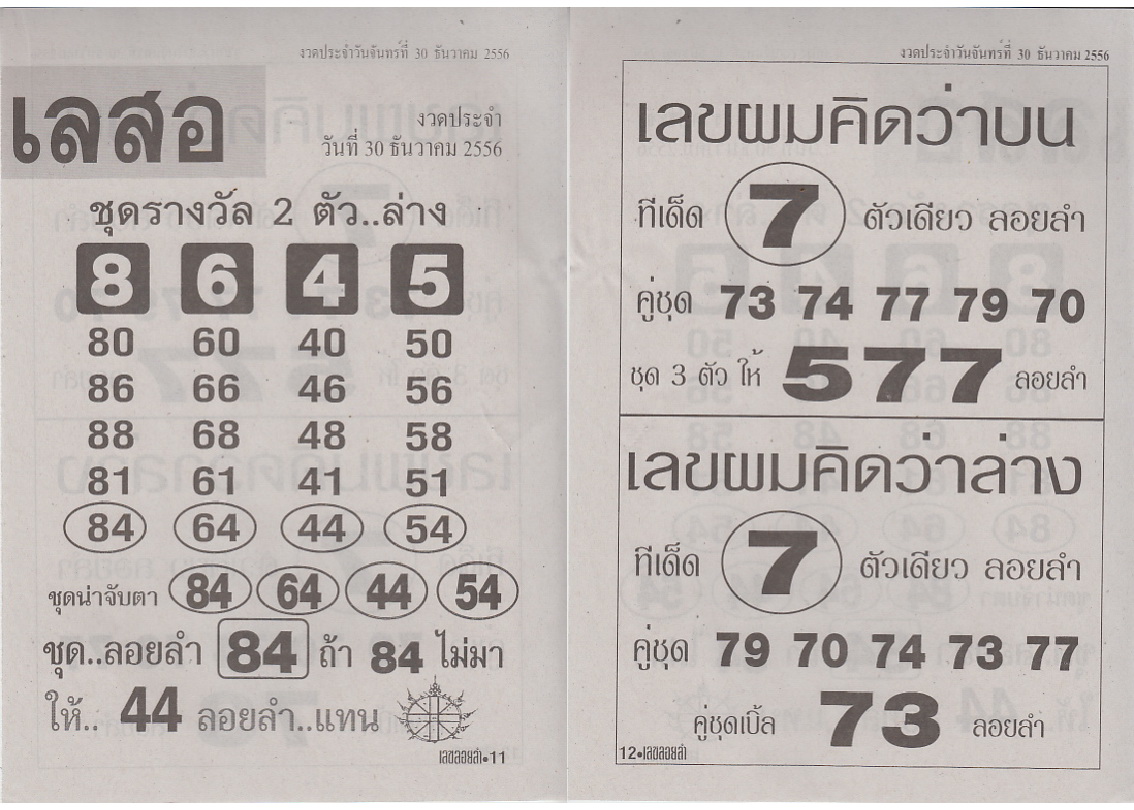 งวดประจำวันจันทร์ที่ 30 ธันวาคม 2556
เลสอ
งวดประจำ
วันที่ 30 ธันวาคม 2556
ชุดรางวัล 2 ตัว..ล่าง
8 6 4 5
80 60 40 50
86 66 46 56
88 68 48 58
81 61 41 51
84 64 44 54
ชุดน่าจับตา 84 64 44 54
ชุด..ลอยลำ 84 ถ้า 84 ไม่มา
ให้.. 44 ลอยลำ..แทน
เลขลอยลำ•11
งวดประจำวันจันทร์ที่ 30 ธันวาคม 2556
เลขผมคิดว่าบน
ทีเด็ด 7 ตัวเดียว ลอยลำ
คู่ชุด 73 74 77 79 70
ชุด 3 ตัว ให้ 577 ลอยลำ
เลขผมคิดว่าล่าง
ทีเด็ด 7 ตัวเดียว ลอยลำ
คู่ชุด 79 70 74 73 77
คู่ชุดเบิ้ล 73 ลอยลำ
12•เลขลอยลำ